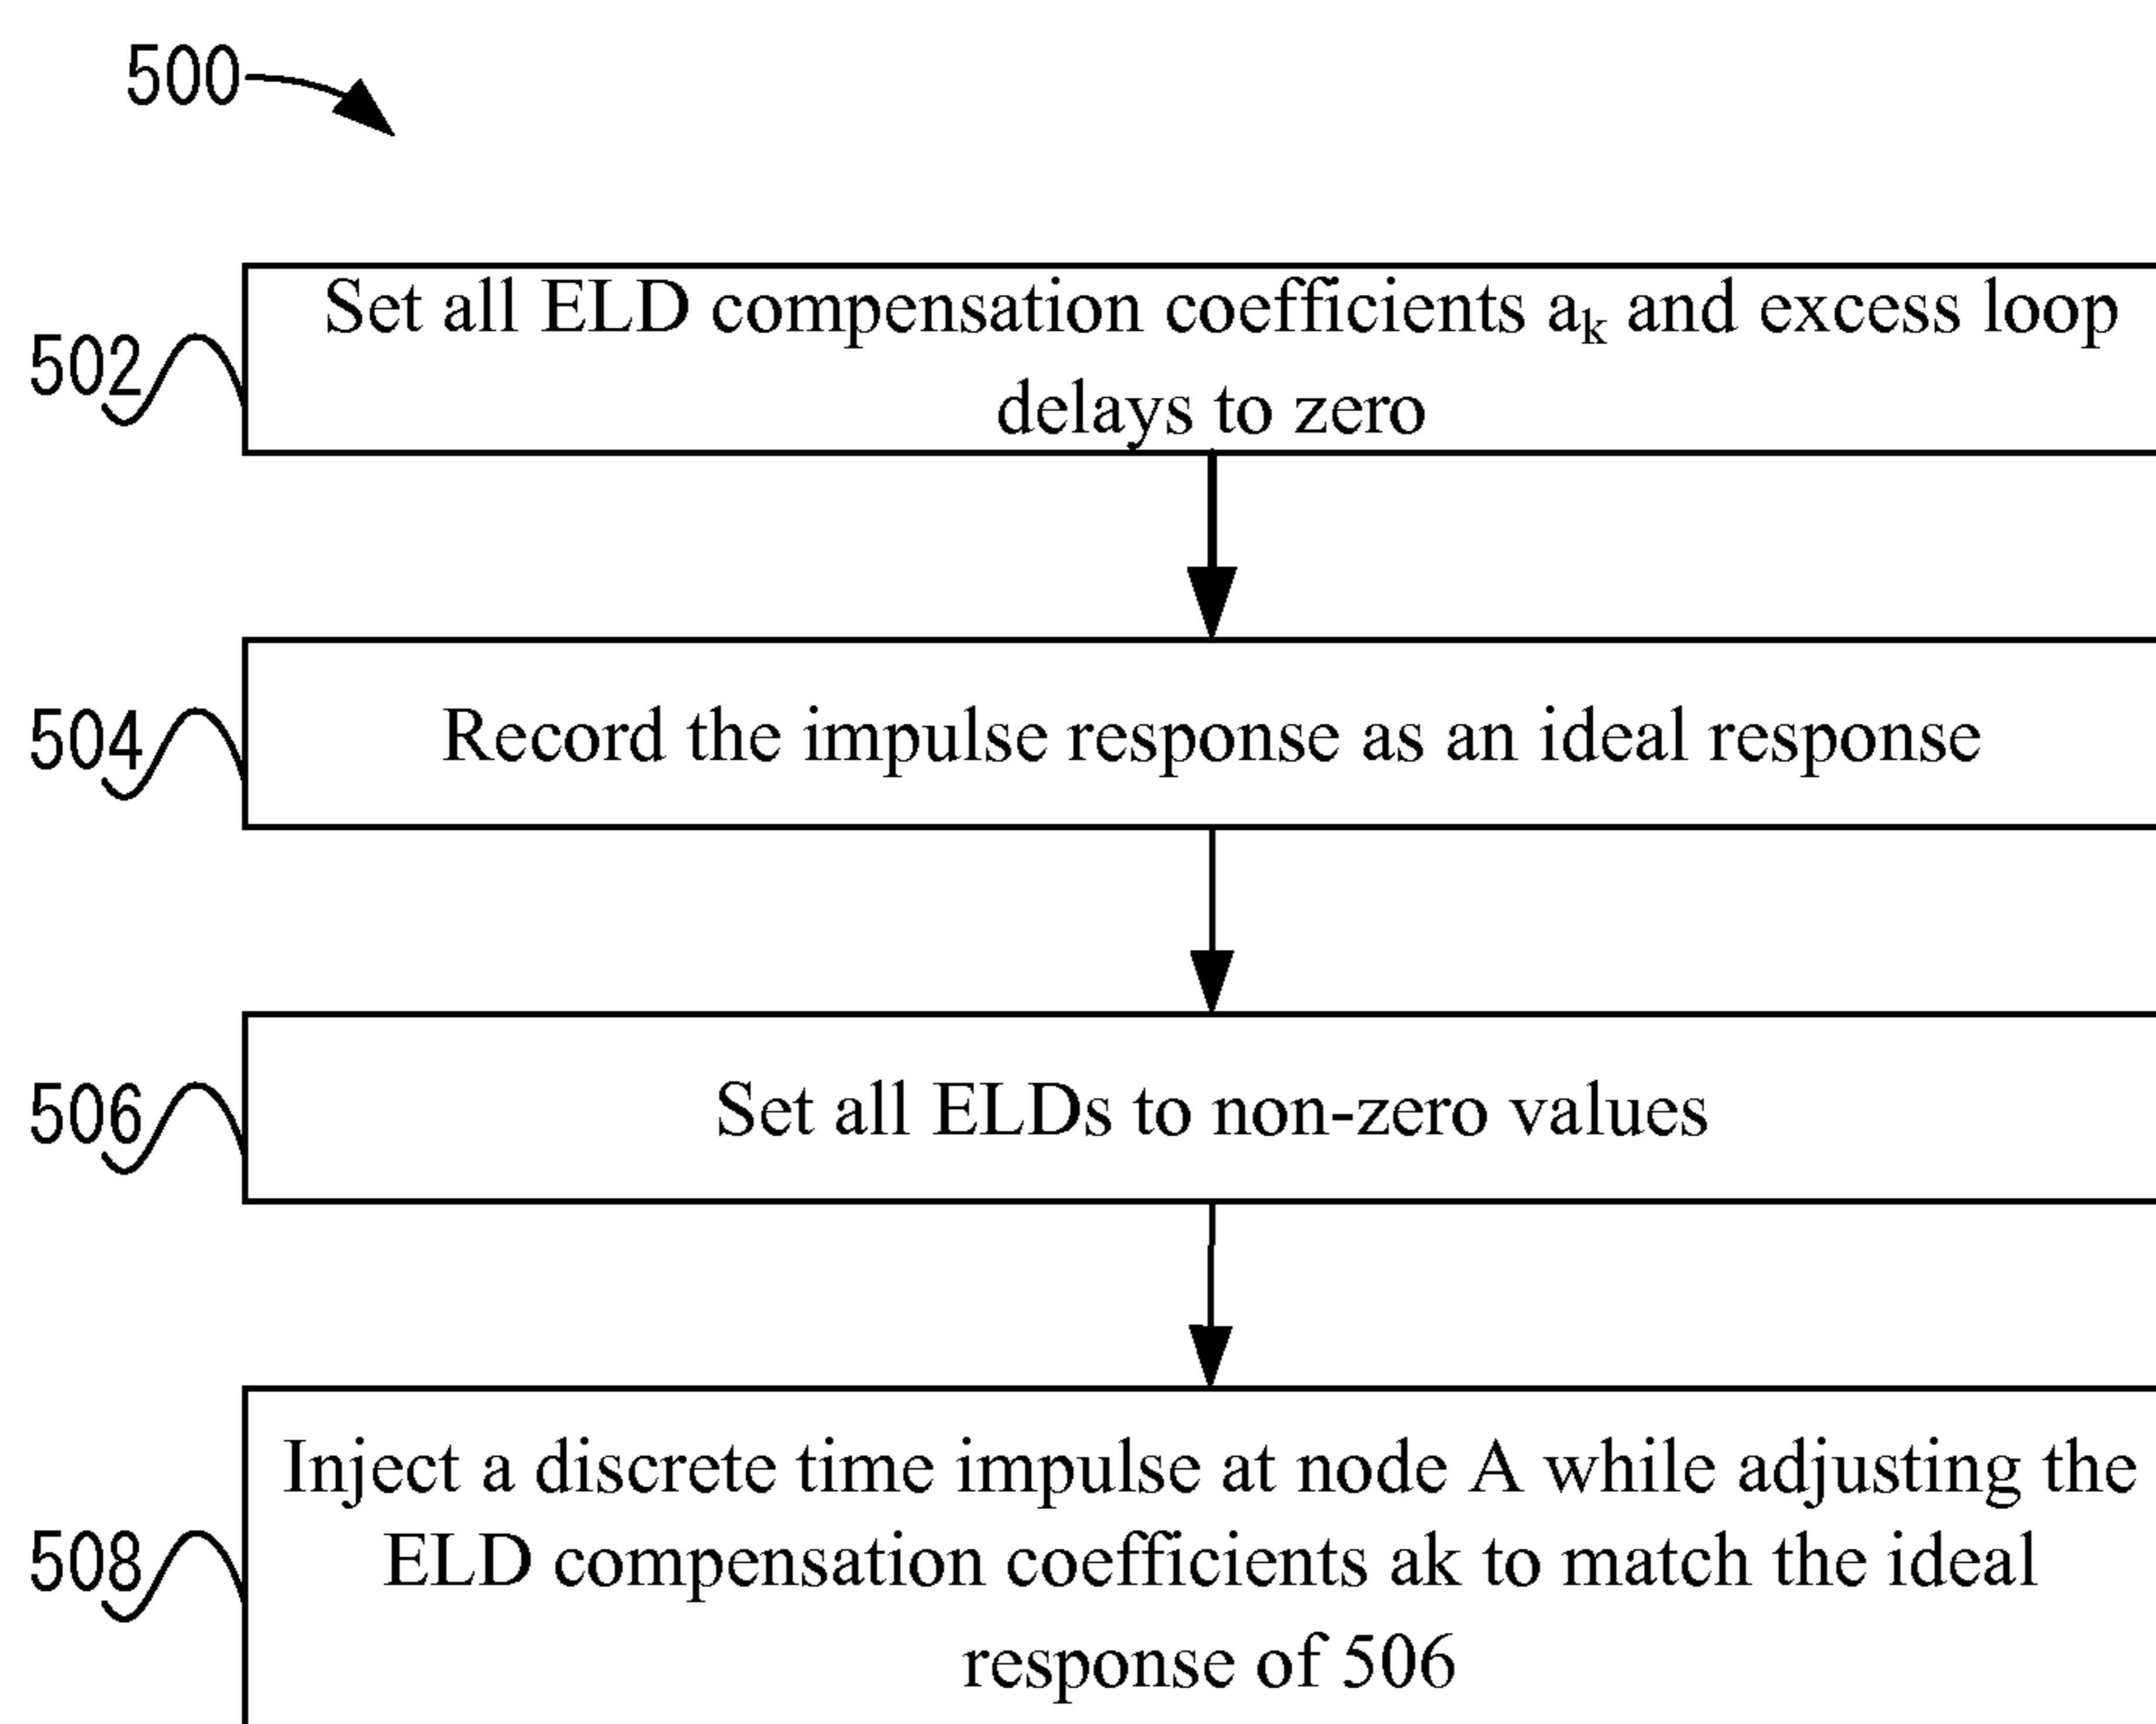 500
502
Set all ELD compensation coefficients aₖ and excess loop
delays to zero
504
Record the impulse response as an ideal response
506
Set all ELDs to non-zero values
508
Inject a discrete time impulse at node A while adjusting the
ELD compensation coefficients ak to match the ideal
response of 506